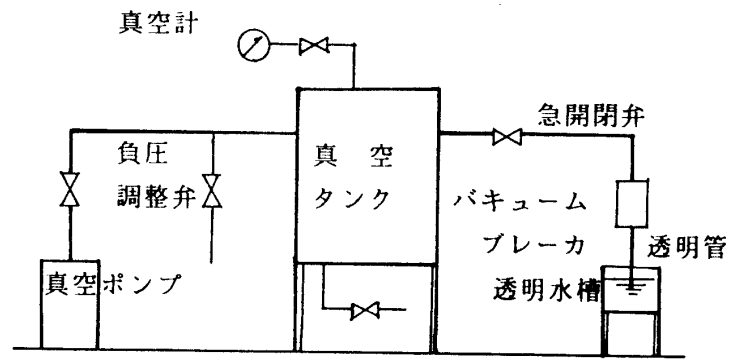 真空計
急開閉弁
負圧
調整弁
真空
タンク
バキューム
ブレーカ
透明管
真空ポンプ
透明水槽